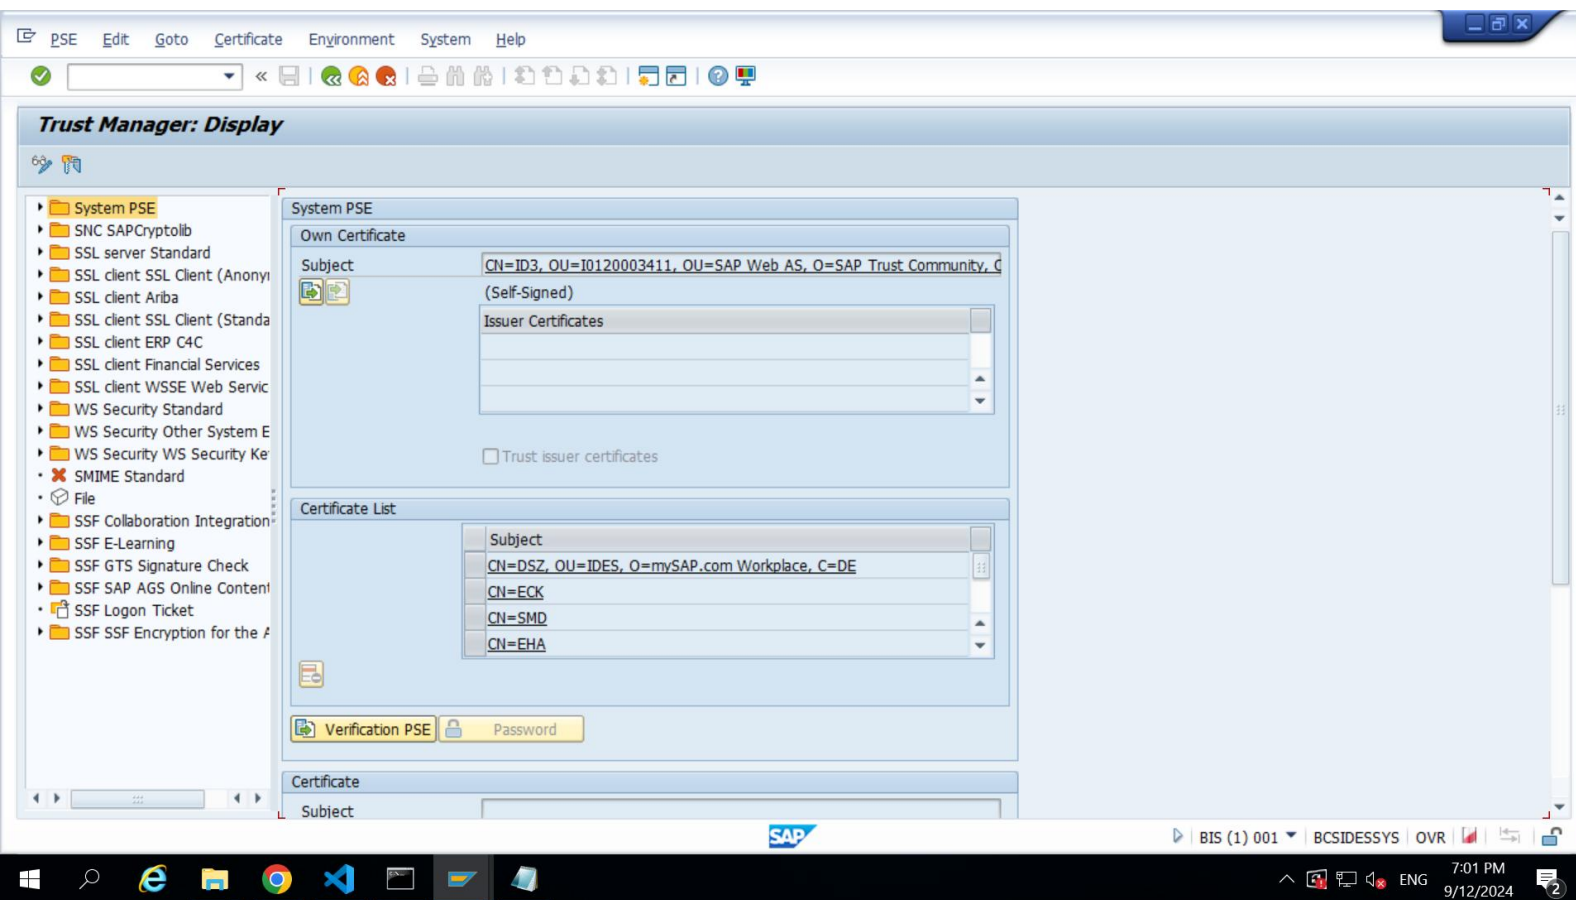 PSE Edit Goto Certificate Environment System Help
Trust Manager: Display
System PSE
SNC SAPCryptolib
SSL server Standard
SSL client SSL Client (Anonyı
SSL client Ariba
SSL client SSL Client (Standa
SSL client ERP C4C
SSL client Financial Services
SSL client WSSE Web Servic
WS Security Standard
WS Security Other System E
WS Security WS Security Ke
SMIME Standard
File
SSF Collaboration Integration
SSF E-Learning
SSF GTS Signature Check
SSF SAP AGS Online Content
SSF Logon Ticket
SSF SSF Encryption for the A
System PSE
Own Certificate
Subject CN=ID3, OU=I0120003411, OU=SAP Web AS, O=SAP Trust Community, C
(Self-Signed)
Issuer Certificates
Trust issuer certificates
Certificate List
Subject
CN=DSZ, OU=IDES, O=mySAP.com Workplace, C=DE
CN=ECK
CN=SMD
CN=EHA
Verification PSE Password
Certificate
Subject
SAP BIS (1) 001 BCSIDESSYS OVR
ENG 7:01 PM
9/12/2024 2